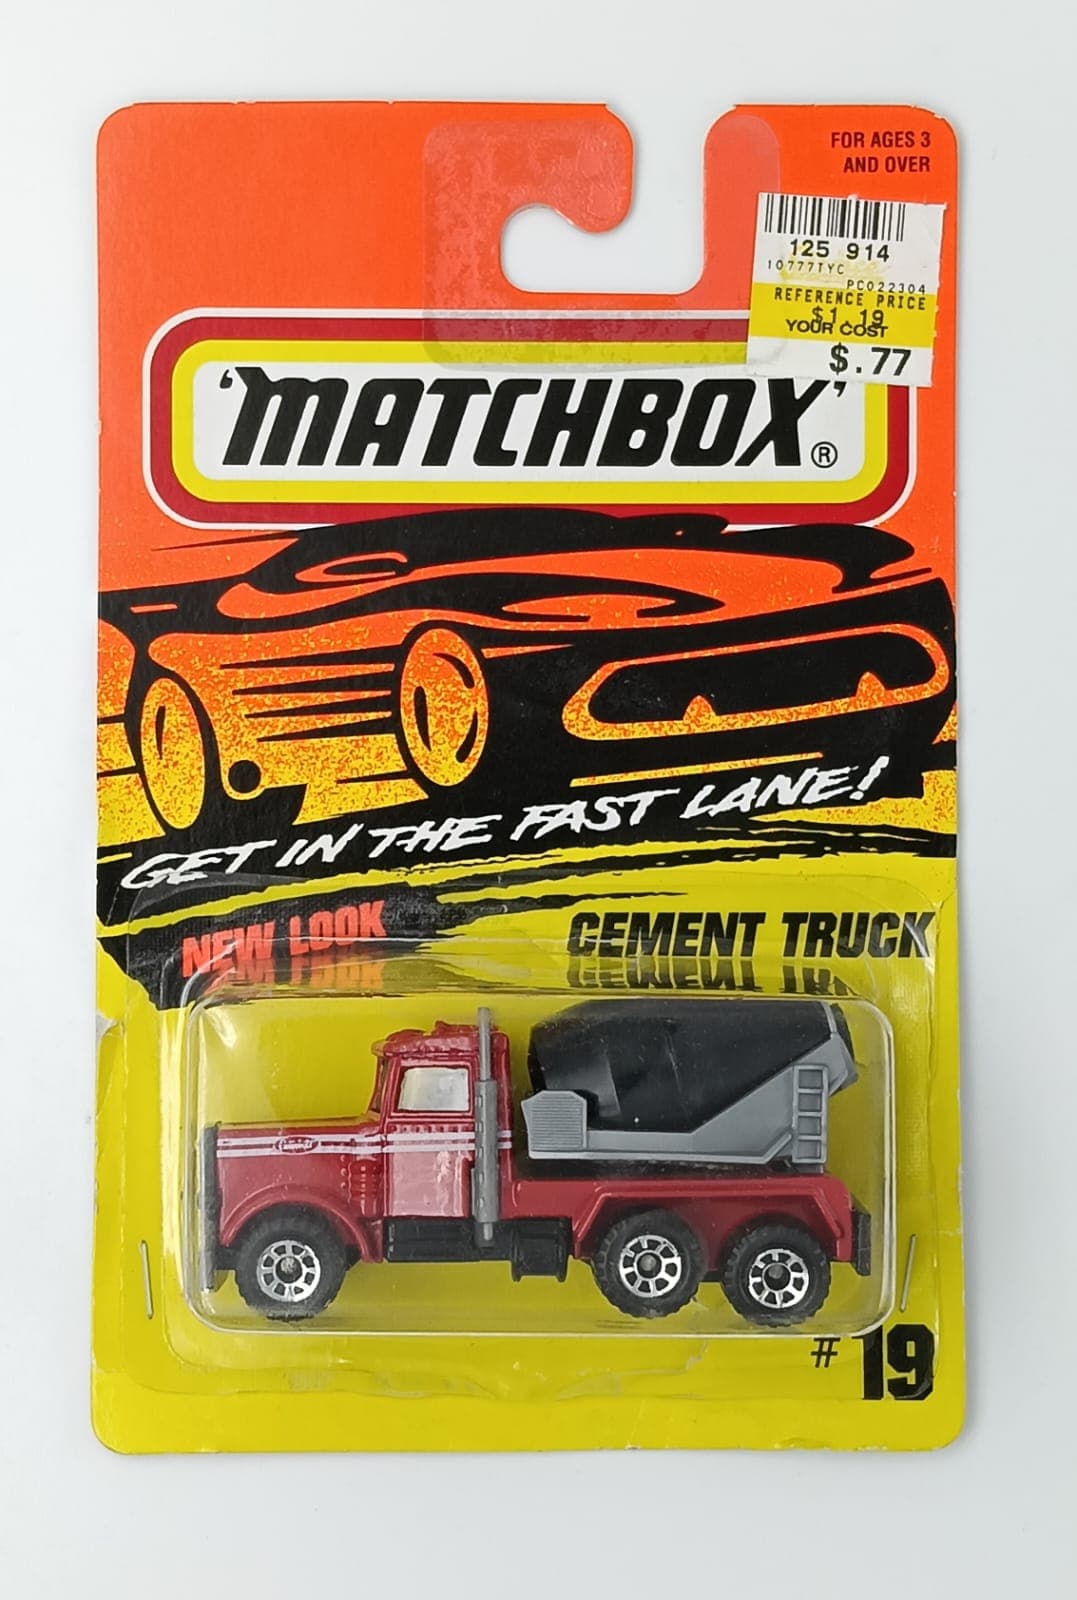 FOR AGES 3
AND OVER
125 914
10777TYC
PC022304
REFERENCE PRICE
$1.19
YOUR COST
$.77
'MATCHBOX'®
GET IN THE FAST LANE!
NEW LOOK
CEMENT TRUCK
#19